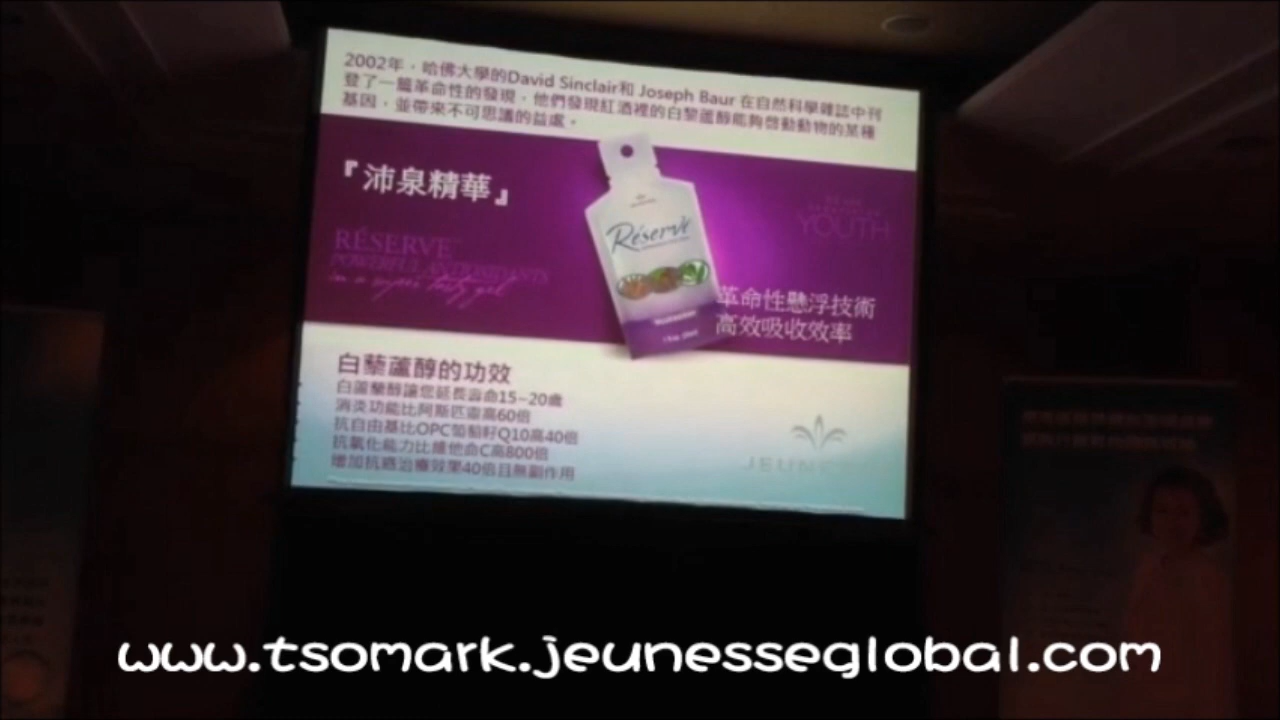 2002年，哈佛大學的David Sinclair和 Joseph Baur 在自然科學雜誌中刊
登了一篇革命性的發現，他們發現紅酒裡的白黎蘆醇能夠啓動動物的某種
基因，並帶來不可思議的益處。
『沛泉精華』
RÉSERVE
POWERFUL ANTIOXIDANTS
in a super tasty gel
YOUTH
Réserve
革命性懸浮技術
高效吸收效率
白藜蘆醇的功效
白蘆藜醇讓您延長壽命15~20歲
消炎功能比阿斯匹靈高60倍
抗自由基比OPC葡萄籽Q10高40倍
抗氧化能力比維他命C高800倍
增加抗癌治療效果40倍且無副作用
JEUNESSE
www.tsomark.jeunesseglobal.com